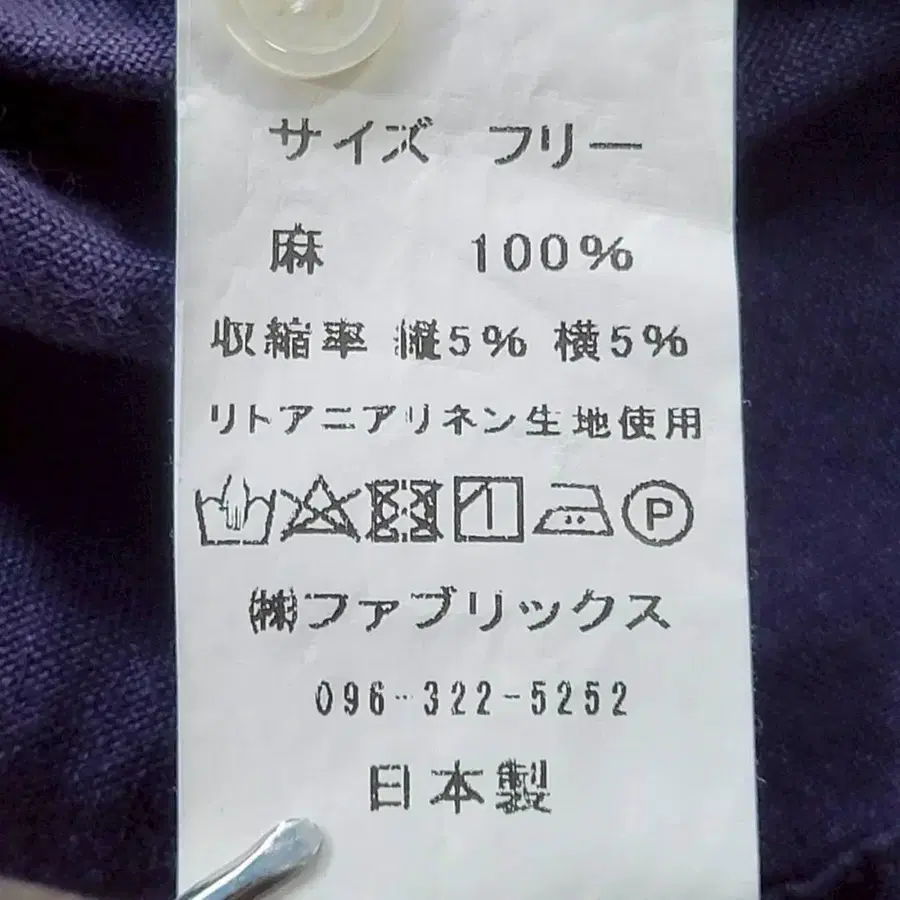 サイズ フリー
麻 100%
収縮率 縦5% 横5%
リトアニアリネン生地使用
P
㈱ファブリックス
096-322-5252
日本製